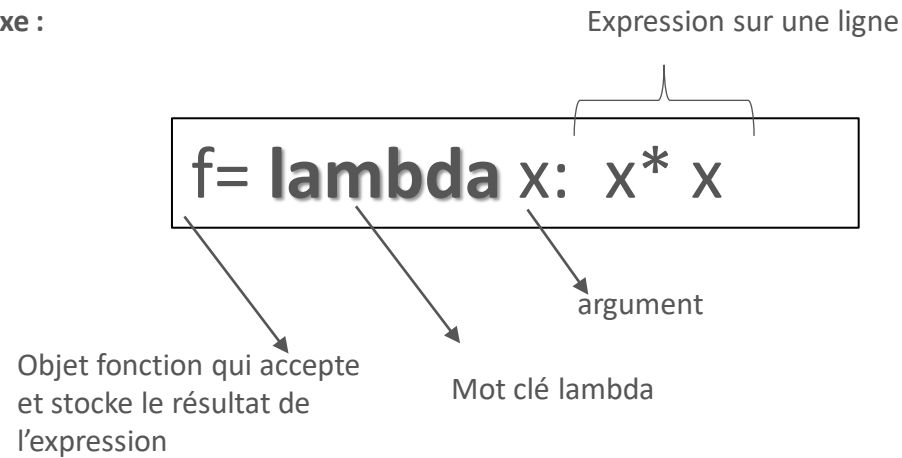 xe :
Expression sur une ligne
f= lambda x: x* x
argument
Objet fonction qui accepte
et stocke le résultat de
l'expression
Mot clé lambda